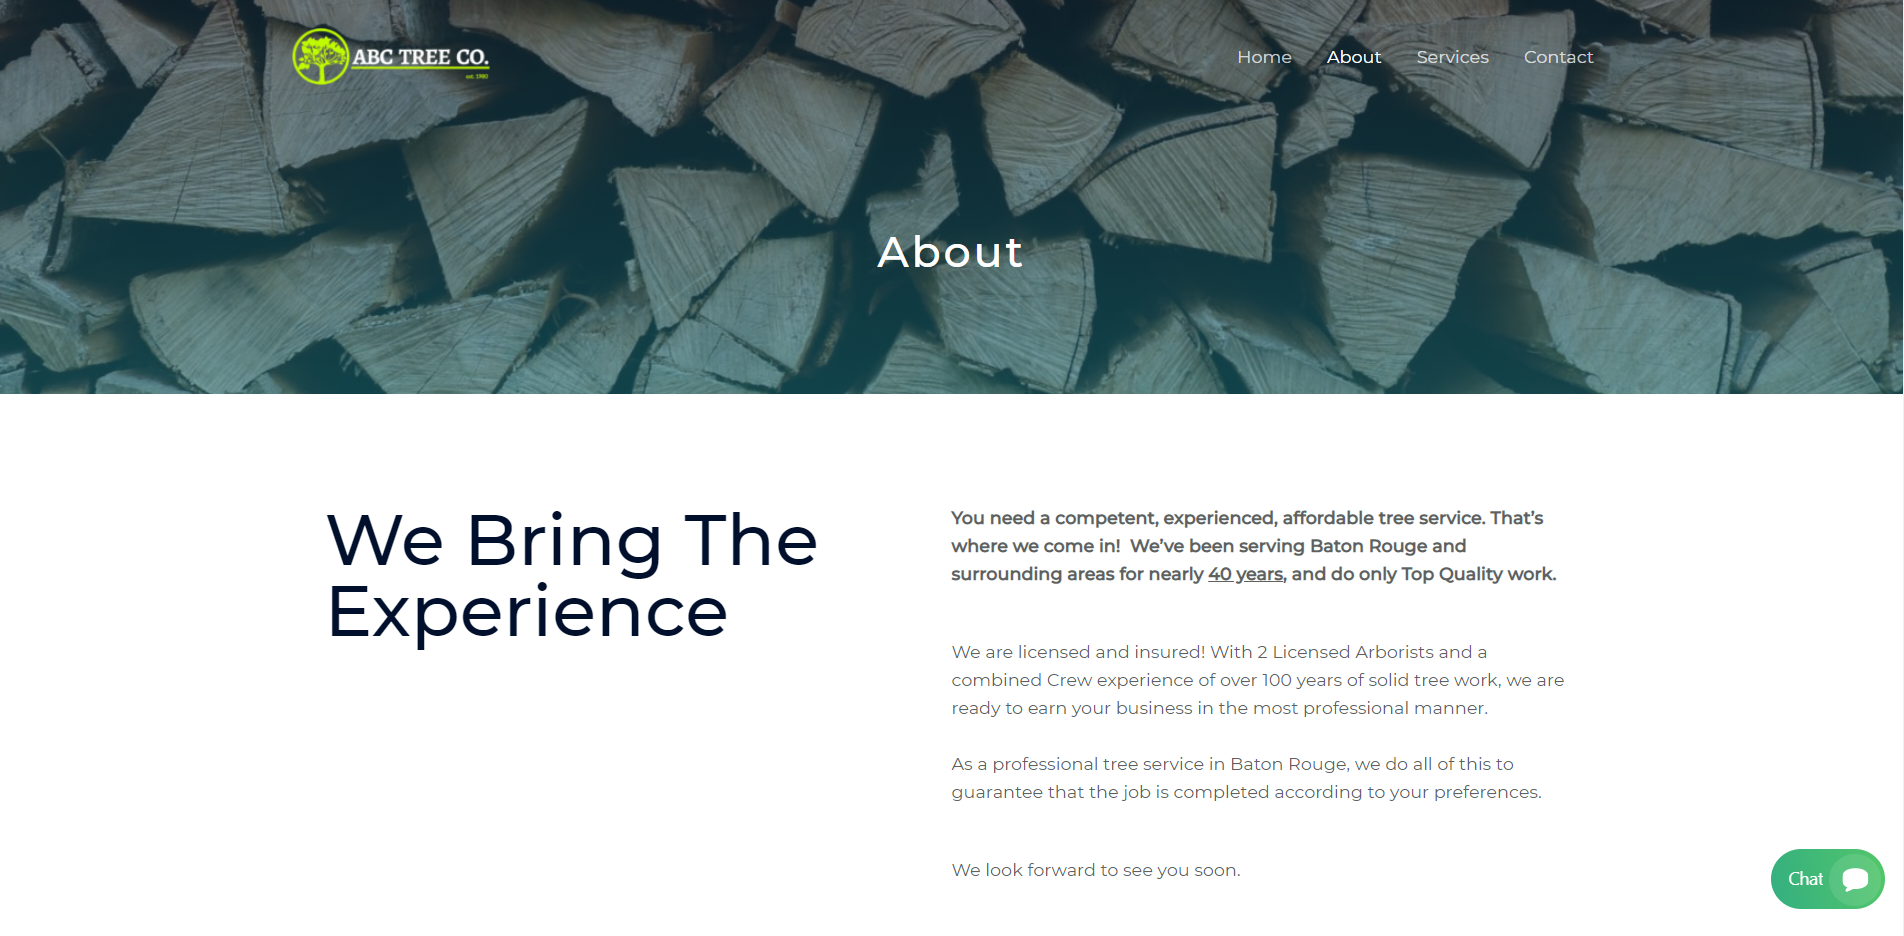 ABC TREE CO.
est. 1980
Home
About
Services
Contact
About
We Bring The
Experience
You need a competent, experienced, affordable tree service. That’s
where we come in!  We’ve been serving Baton Rouge and
surrounding areas for nearly 40 years, and do only Top Quality work.
We are licensed and insured! With 2 Licensed Arborists and a
combined Crew experience of over 100 years of solid tree work, we are
ready to earn your business in the most professional manner.
As a professional tree service in Baton Rouge, we do all of this to
guarantee that the job is completed according to your preferences.
We look forward to see you soon.
Chat